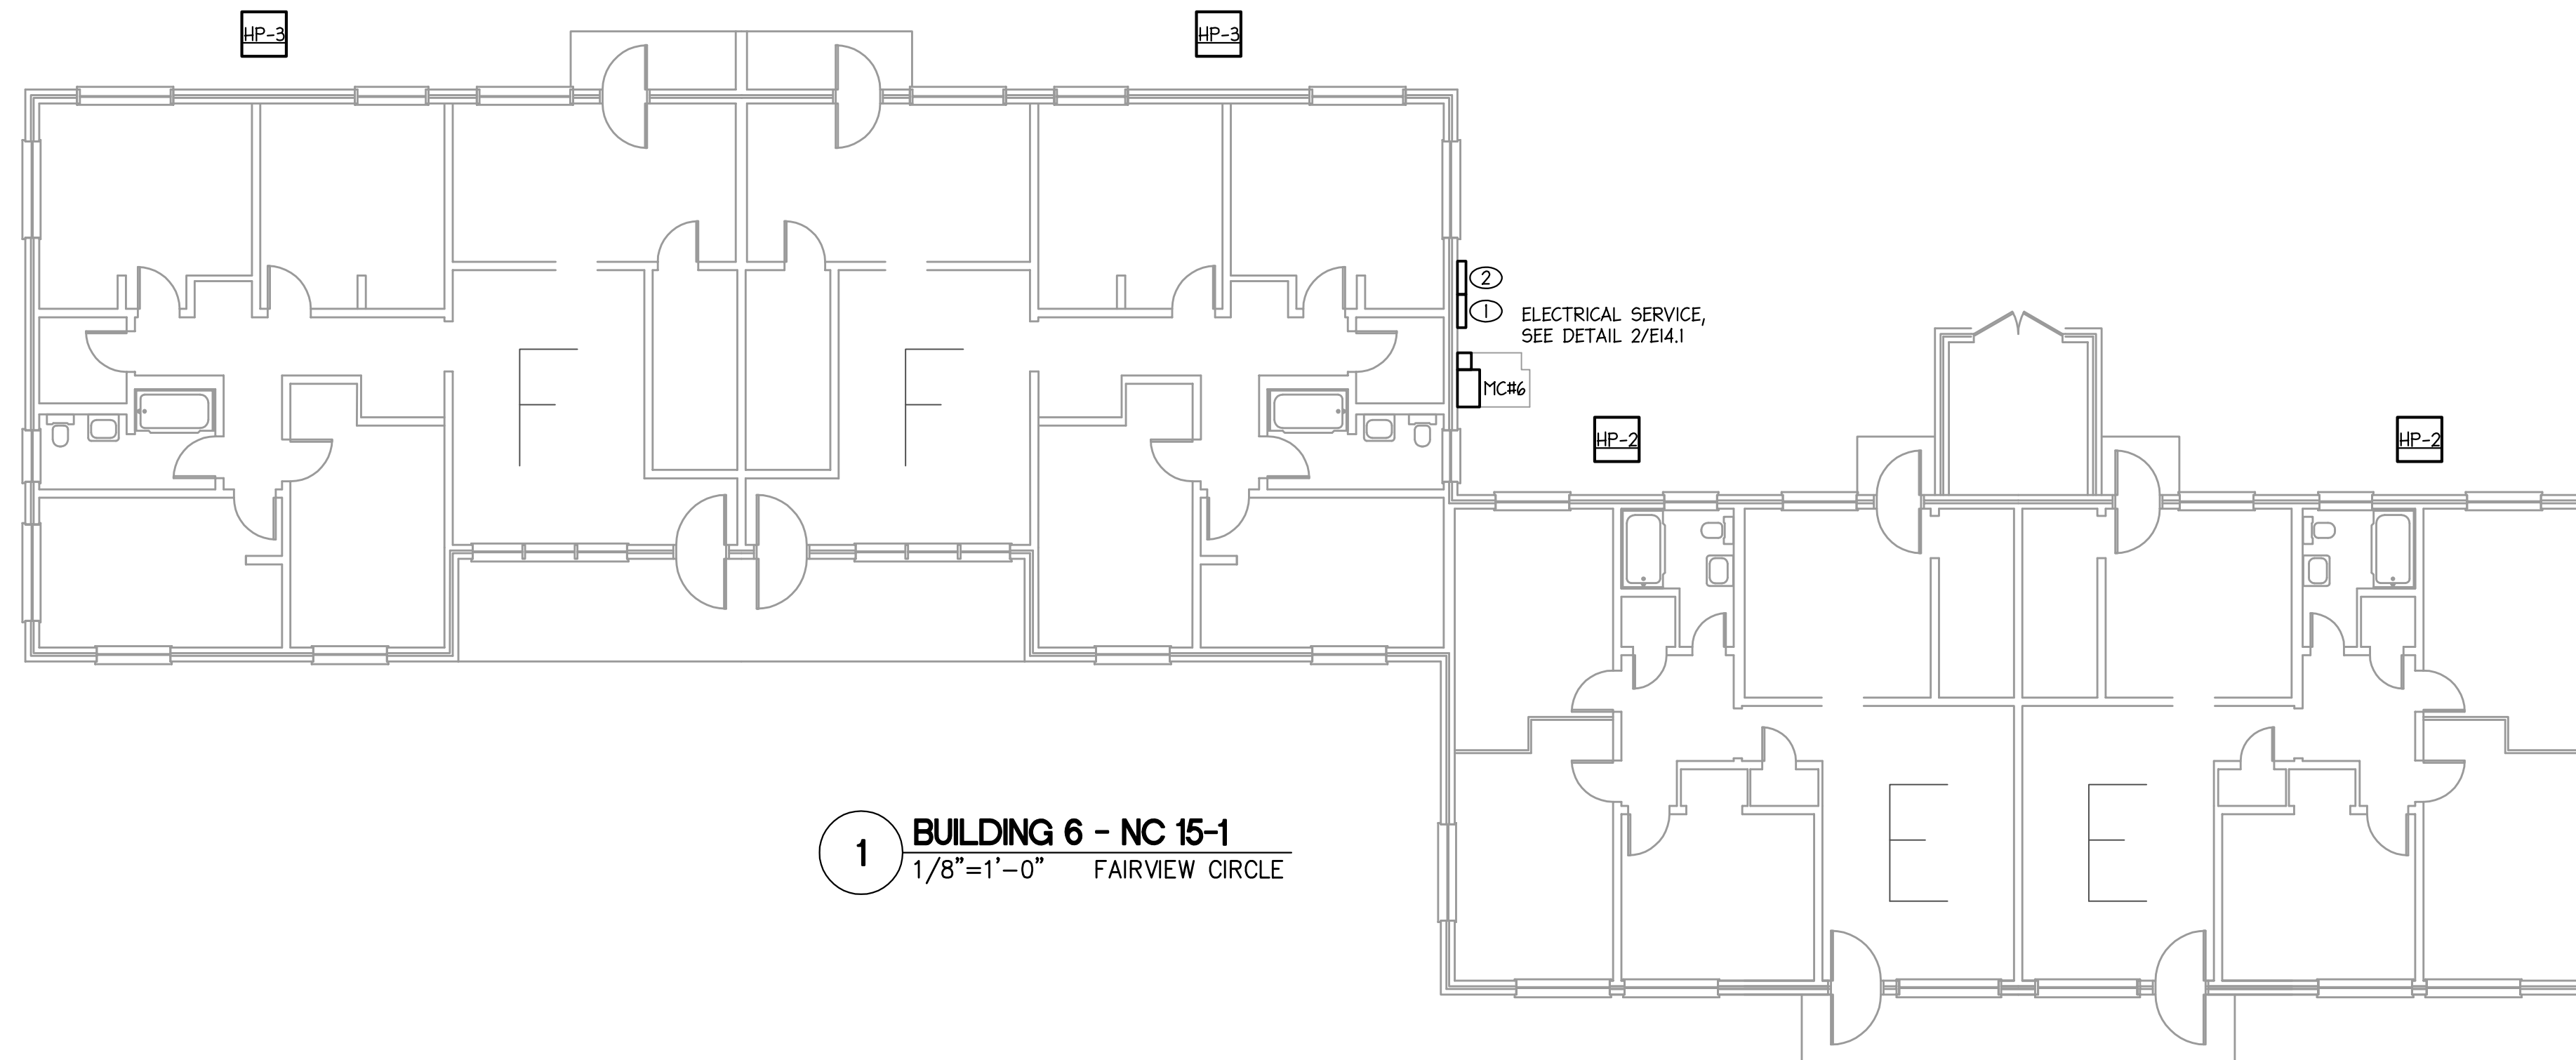 HP-3
HP-3
2
1
ELECTRICAL SERVICE,
SEE DETAIL 2/E14.1
MC#6
HP-2
HP-2
F
F
E
E
1
BUILDING 6 - NC 15-1
1/8"=1'-0" FAIRVIEW CIRCLE